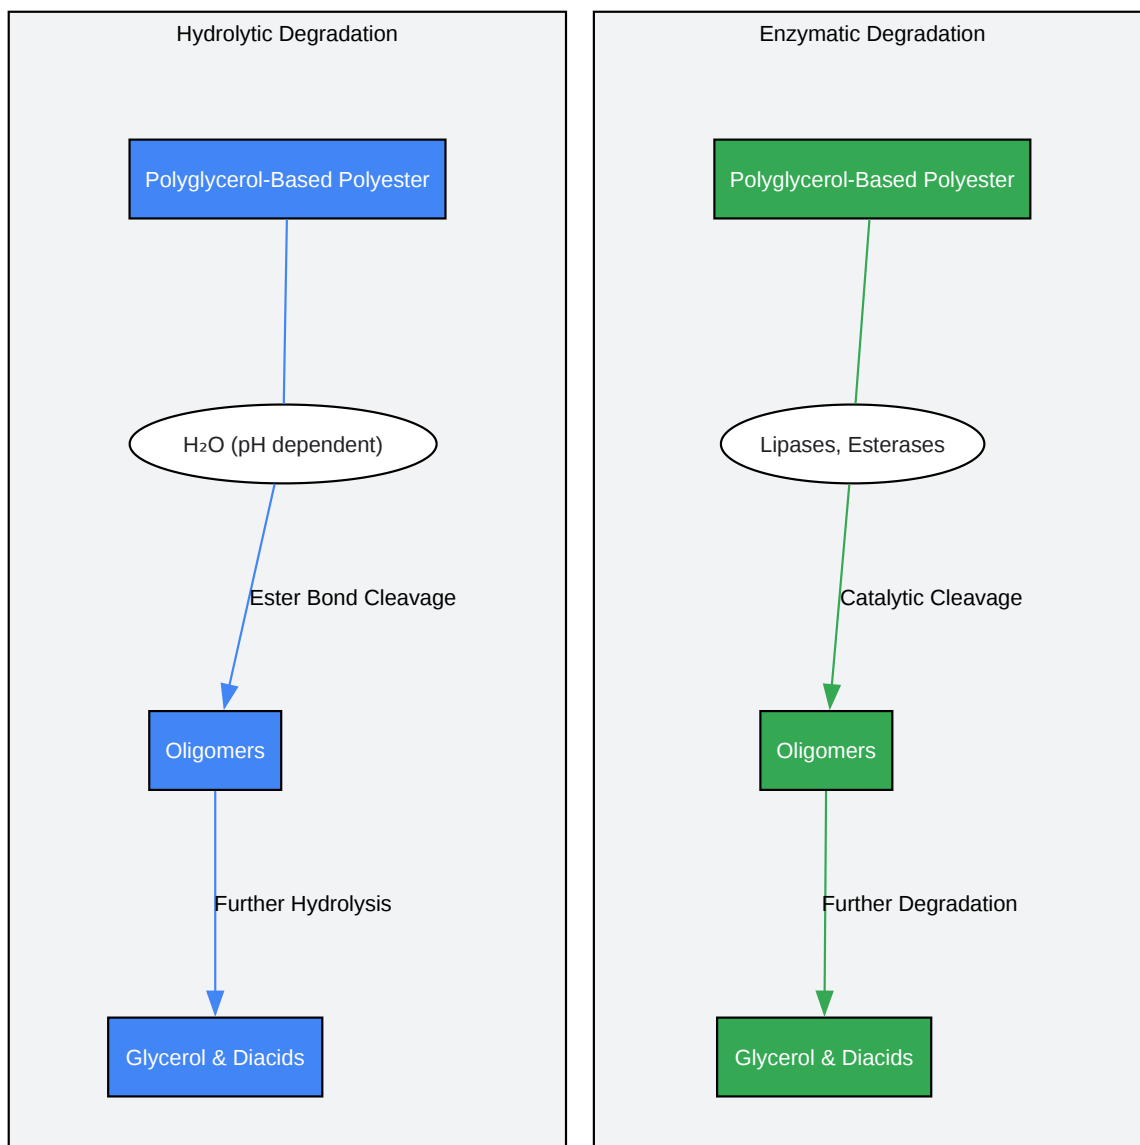 Hydrolytic Degradation
Polyglycerol-Based Polyester
H₂O (pH dependent)
Ester Bond Cleavage
Oligomers
Further Hydrolysis
Glycerol & Diacids
Enzymatic Degradation
Polyglycerol-Based Polyester
Lipases, Esterases
Catalytic Cleavage
Oligomers
Further Degradation
Glycerol & Diacids